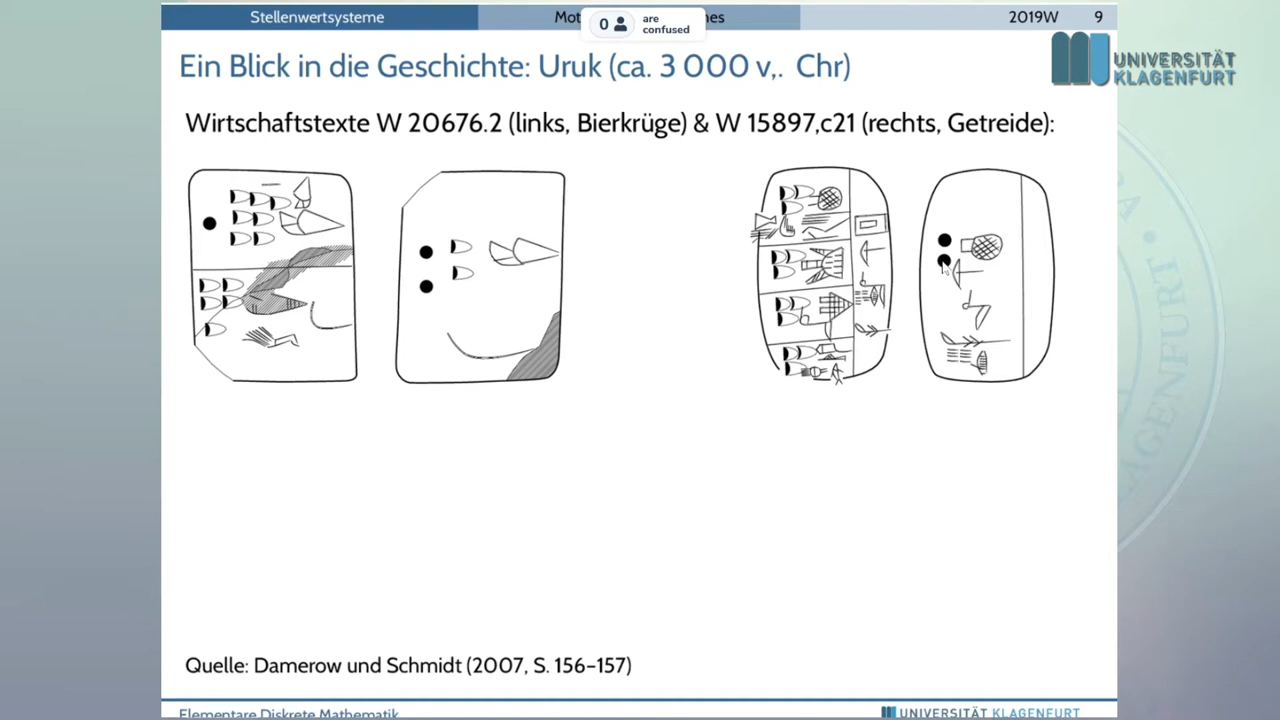 Stellenwertsysteme
2019W 9
0 are
confused
Ein Blick in die Geschichte: Uruk (ca. 3 000 v,. Chr)
UNIVERSITÄT
KLAGENFURT
Wirtschaftstexte W 20676.2 (links, Bierkrüge) & W 15897,c21 (rechts, Getreide):
Quelle: Damerow und Schmidt (2007, S. 156–157)
Elementare Diskrete Mathematik
UNIVERSITÄT KLAGENFURT